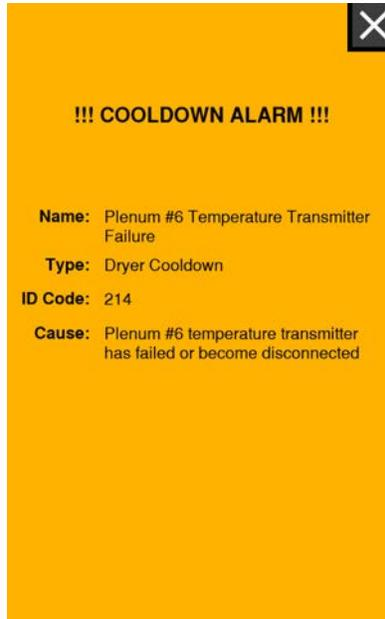 !!! COOLDOWN ALARM !!!
Name: Plenum #6 Temperature Transmitter
Failure
Type: Dryer Cooldown
ID Code: 214
Cause: Plenum #6 temperature transmitter
has failed or become disconnected